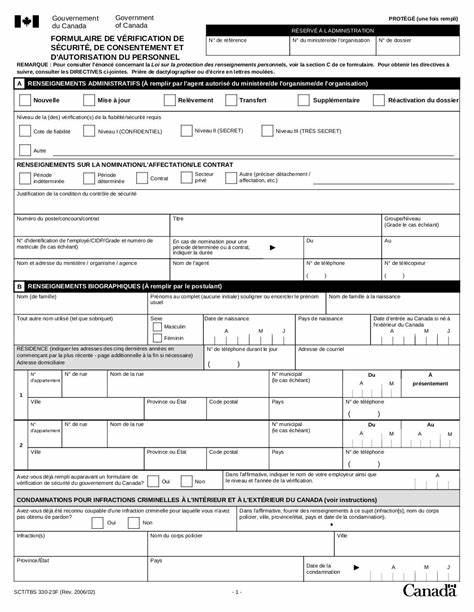 Gouvernement du Canada
Government of Canada
PROTÉGÉ (une fois rempli)
FORMULAIRE DE VÉRIFICATION DE
SÉCURITÉ, DE CONSENTEMENT ET
D'AUTORISATION DU PERSONNEL
RÉSERVÉ À L'ADMINISTRATION
N° de référence
N° du ministère/de l'organisation
N° de dossier
REMARQUE : Pour consulter l'énoncé concernant la Loi sur la protection des renseignements personnels, voir la section C de ce formulaire. Pour obtenir les directives à
suivre, consulter les DIRECTIVES ci-jointes. Prière de dactylographier ou d'écrire en lettres moulées.
A RENSEIGNEMENTS ADMINISTRATIFS (À remplir par l'agent autorisé du ministère/de l'organisme/de l'organisation)
Nouvelle
Mise à jour
Relèvement
Transfert
Supplémentaire
Réactivation du dossier
Niveau de la (des) vérification(s) de la fiabilité/sécurité requis
Cote de fiabilité
Niveau I (CONFIDENTIEL)
Niveau II (SECRET)
Niveau III (TRÈS SECRET)
Autre
RENSEIGNEMENTS SUR LA NOMINATION/L'AFFECTATION/LE CONTRAT
Période indéterminée
Période déterminée
Contrat
Secteur privé
Autre (préciser détachement / affectation, etc.)
Justification de la condition du contrôle de sécurité
Numéro du poste/concours/contrat
Titre
Groupe/Niveau
(Grade le cas échéant)
N° d'identification de l'employé/CIDP/Grade et numéro de
matricule (le cas échéant)
En cas de nomination pour une
période déterminée ou à contrat,
indiquer la durée
Du
Au
Nom et adresse du ministère / organisme / agence
Nom de l'agent
N° de téléphone
( )
N° de télécopieur
( )
B RENSEIGNEMENTS BIOGRAPHIQUES (À remplir par le postulant)
Nom (de famille)
Prénoms au complet (aucune initiale) souligner ou encercler le prénom
usuel
Nom de famille à la naissance
Tout autre nom utilisé (tel que sobriquet)
Sexe
Masculin
Féminin
Date de naissance
A M J
Pays de naissance
Date d'entrée au Canada si né à
l'extérieur du Canada
A M J
RÉSIDENCE (indiquer les adresses des cinq dernières années en
commençant par la plus récente - page additionnelle à la fin si nécessaire)
Adresse domiciliaire
N° de téléphone durant le jour
( )
Adresse de courriel
1
N° d'appartement
N° de rue
Nom de la rue
N° municipal
(le cas échéant)
Du
A M
À
présentement
Ville
Province ou État
Code postal
Pays
N° de téléphone
( )
2
N° d'appartement
N° de rue
Nom de la rue
N° municipal
(le cas échéant)
Du
A M
Au
A M
Ville
Province ou État
Code postal
Pays
N° de téléphone
( )
Avez-vous déjà rempli auparavant un formulaire de
vérification de sécurité du gouvernement du Canada?
Oui
Non
Dans l'affirmative, indiquer le nom de votre employeur ainsi que
le niveau et l'année de la vérification.
A
CONDAMNATIONS POUR INFRACTIONS CRIMINELLES À L'INTÉRIEUR ET À L'EXTÉRIEUR DU CANADA (voir instructions)
Avez-vous déjà été reconnu coupable d'une infraction criminelle pour laquelle vous n'avez
pas obtenu de pardon?
Oui
Non
Dans l'affirmative, fournir des renseignements à ce sujet (infraction(s), nom du corps
policier, ville, province/état, pays et date de la condamnation).
Infraction(s)
Nom du corps policier
Ville
Province/État
Pays
Date de la condamnation
A M J
SCT/TBS 330-23F (Rev. 2006/02)
- 1 -
Canada